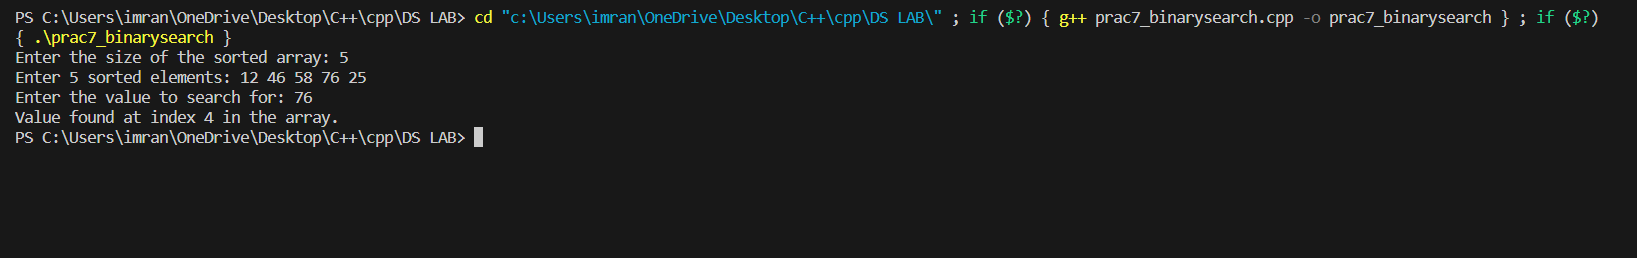 PS C:\Users\imran\OneDrive\Desktop\C++\cpp\DS LAB> cd "c:\Users\imran\OneDrive\Desktop\C++\cpp\DS LAB\" ; if ($?) { g++ prac7_binarysearch.cpp -o prac7_binarysearch } ; if ($?)
{ .\prac7_binarysearch }
Enter the size of the sorted array: 5
Enter 5 sorted elements: 12 46 58 76 25
Enter the value to search for: 76
Value found at index 4 in the array.
PS C:\Users\imran\OneDrive\Desktop\C++\cpp\DS LAB>